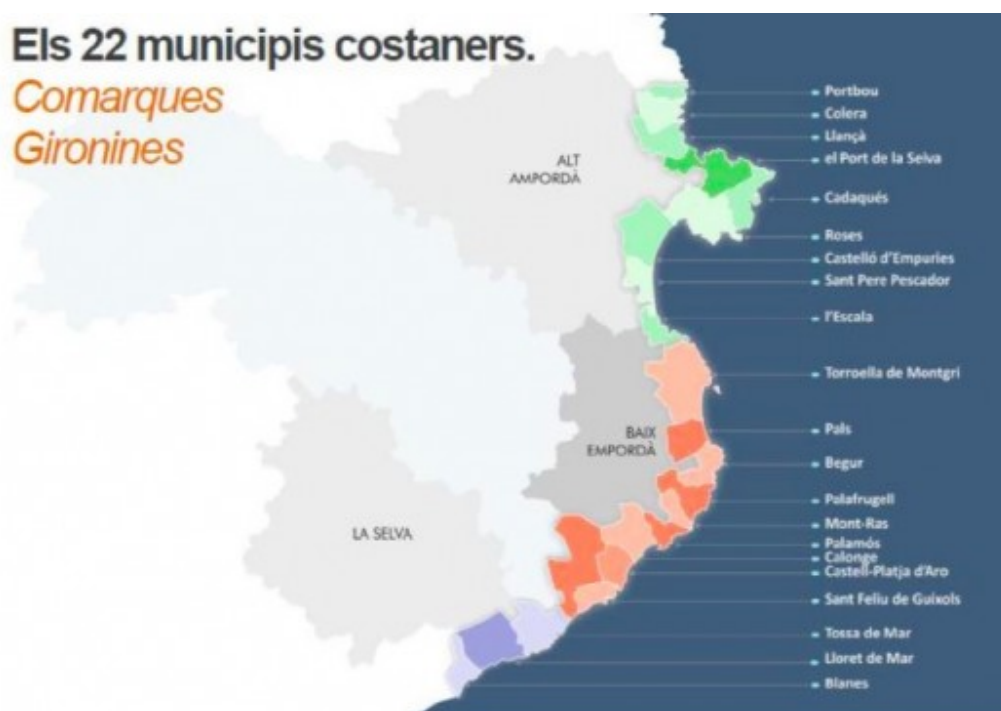 Els 22 municipis costaners.
Comarques
Gironines
ALT
AMPORDÀ
BAIX
EMPORDÀ
LA SELVA
Portbou
Colera
Llançà
el Port de la Selva
Cadaqués
Roses
Castelló d'Empuries
Sant Pere Pescador
l'Escala
Torroella de Montgrí
Pals
Begur
Palafrugell
Mont-Ras
Palamós
Calonge
Castell-Platja d'Aro
Sant Feliu de Guíxols
Tossa de Mar
Lloret de Mar
Blanes